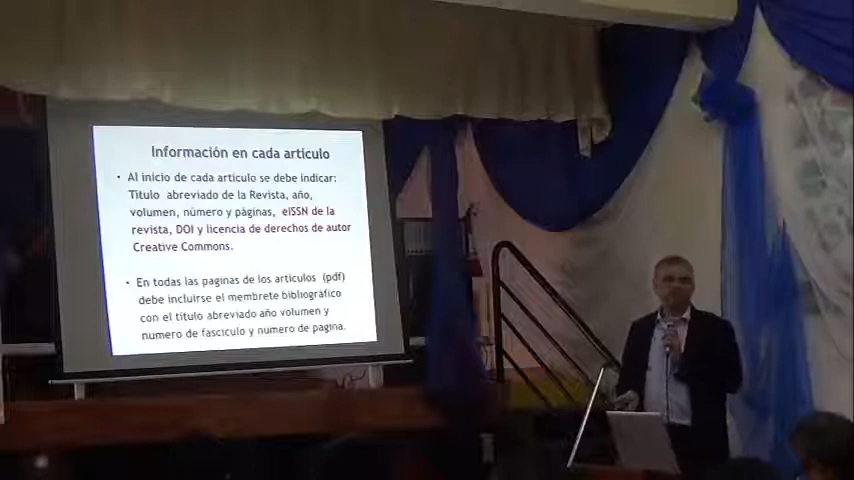 Información en cada artículo
• Al inicio de cada artículo se debe indicar:
Título abreviado de la Revista, año,
volumen, número y páginas, eISSN de la
revista, DOI y licencia de derechos de autor
Creative Commons.
• En todas las paginas de los artículos (pdf)
debe incluirse el membrete bibliográfico
con el titulo abreviado año volumen y
numero de fasciculo y numero de pagina.